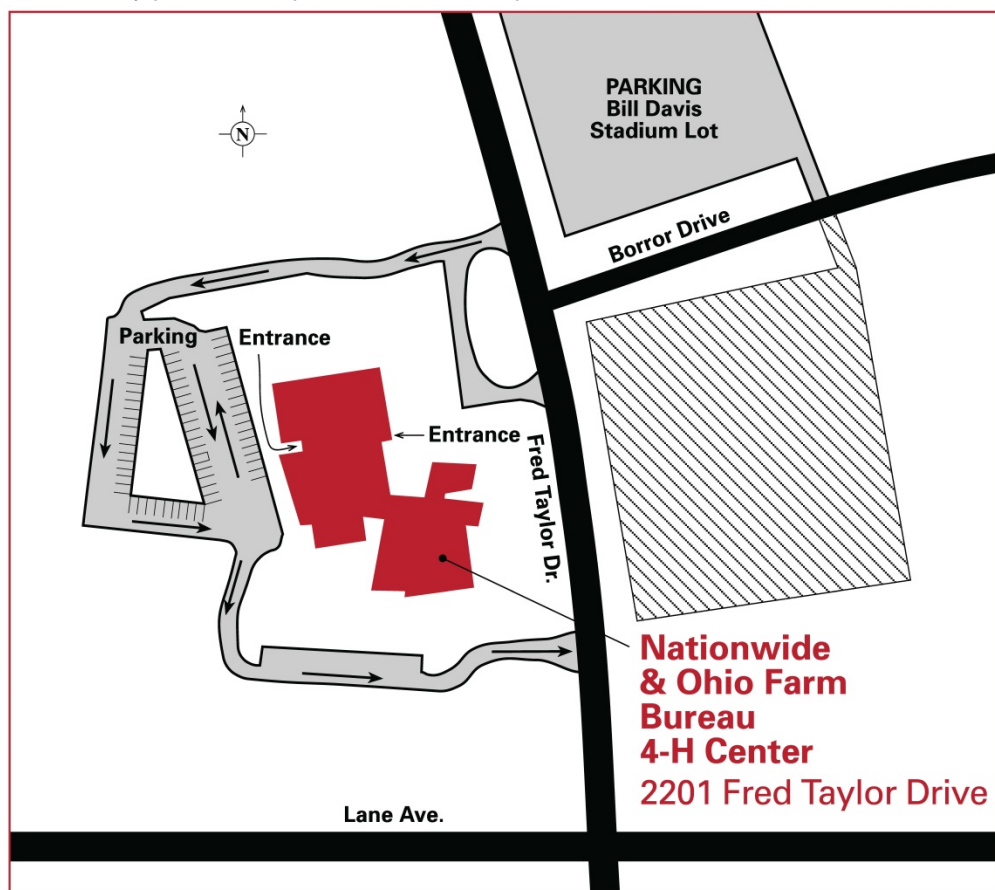 PARKING
Bill Davis
Stadium Lot
N
Borror Drive
Parking
Entrance
Entrance
Fred Taylor Dr.
Nationwide
& Ohio Farm
Bureau
4-H Center
2201 Fred Taylor Drive
Lane Ave.